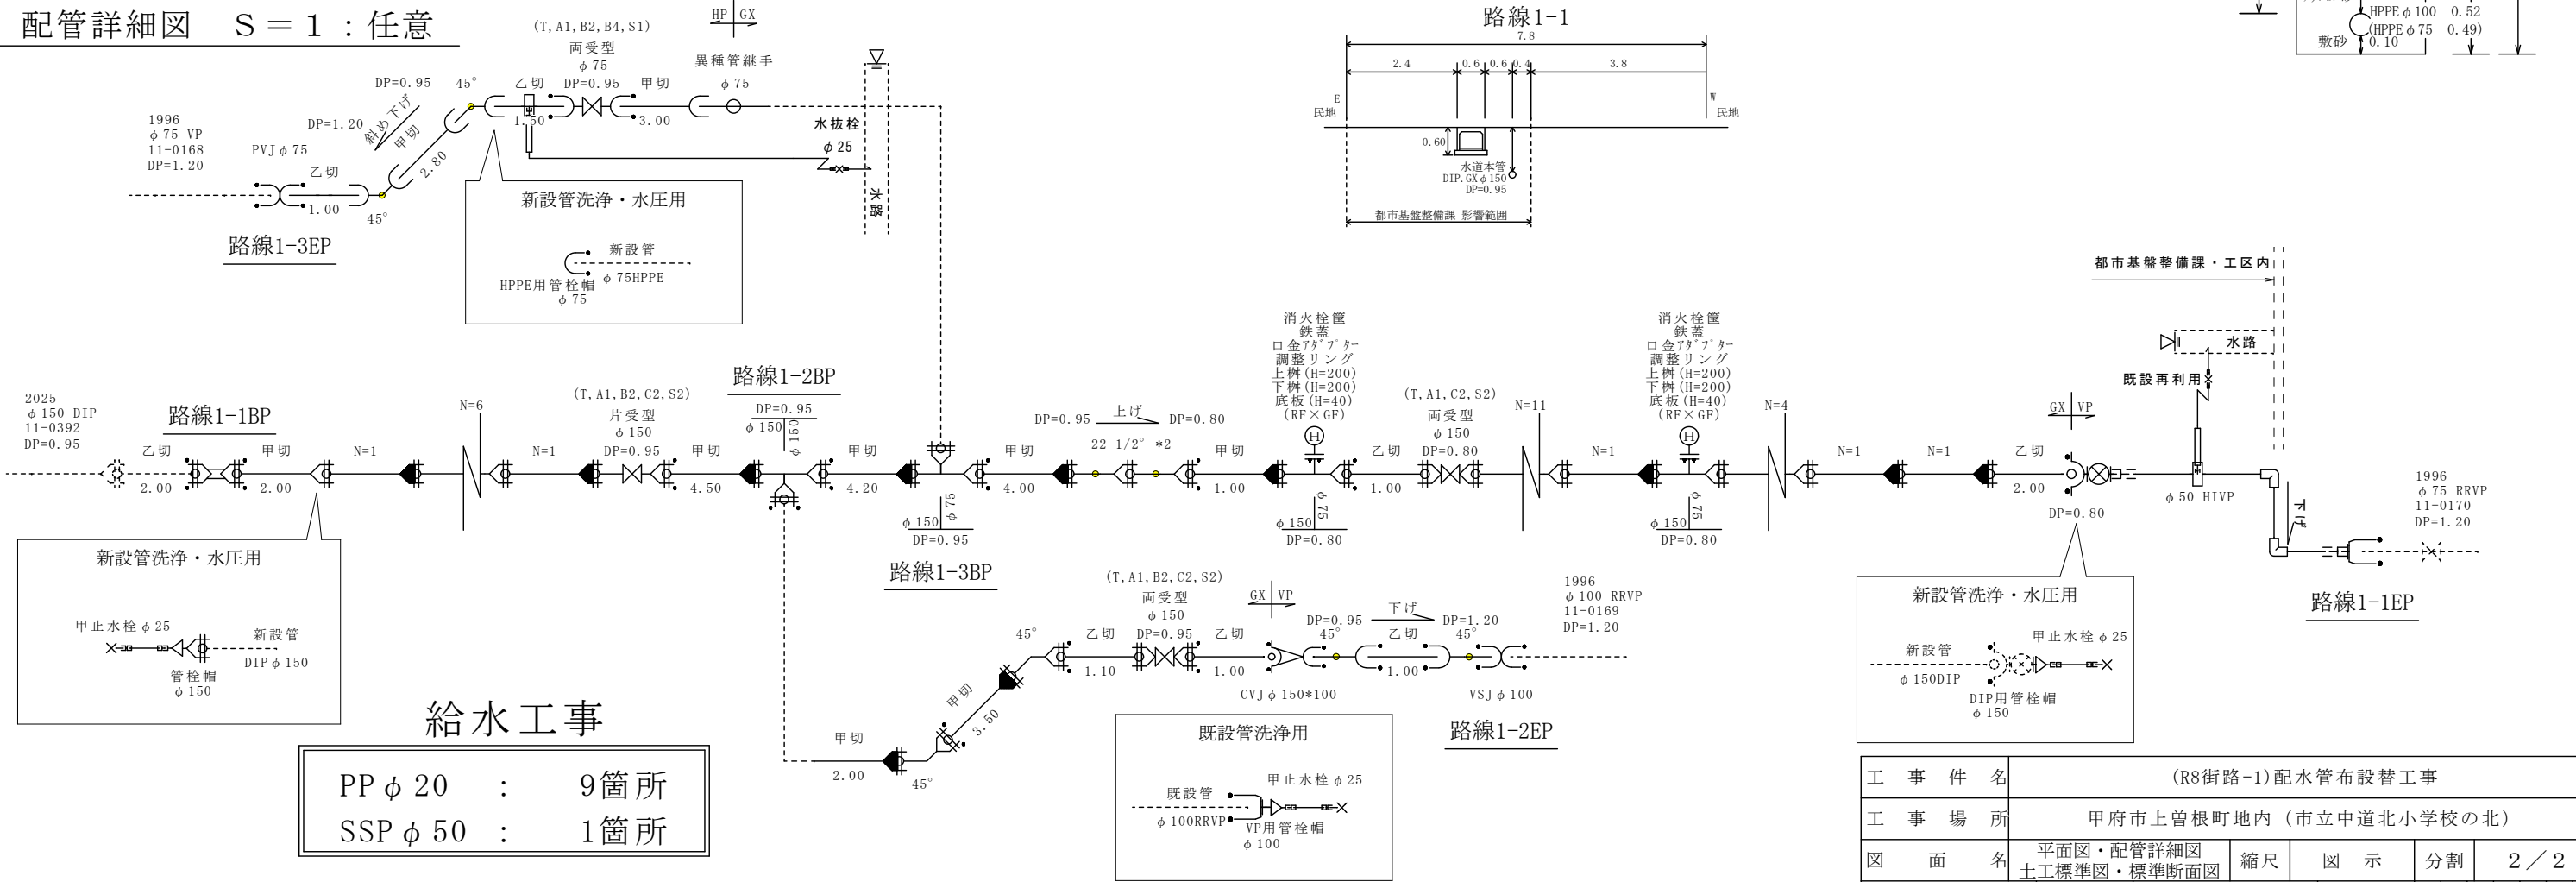 配管詳細図　Ｓ＝１：任意
HP GX
(T,A1,B2,B4,S1)
両受型
φ75
DP=0.95
異種管継手
φ75
DP=0.95
45°
乙切
甲切
1.50
3.00
斜め下げ
甲切
2.80
DP=1.20
1996
φ75 VP
11-0168
DP=1.20
PVJφ75
乙切
1.00
45°
路線1-3EP
新設管洗浄・水圧用
新設管
φ75HPPE
HPPE用管栓帽
φ75
水抜栓
φ25
水路
路線1-1
7.8
2.4
0.6
0.6
0.4
3.8
E
民地
W
民地
0.60
水道本管
DIP.GXφ150
DP=0.95
都市基盤整備課 影響範囲
HPPEφ100 0.52
(HPPEφ75 0.49)
敷砂 0.10
都市基盤整備課・工区内
水路
既設再利用
2025
φ150 DIP
11-0392
DP=0.95
路線1-1BP
乙切
2.00
甲切
2.00
N=1
N=6
N=1
(T,A1,B2,C2,S2)
片受型
φ150
DP=0.95
甲切
4.50
路線1-2BP
DP=0.95
φ150
φ150
甲切
4.20
φ150
φ75
DP=0.95
路線1-3BP
甲切
4.00
DP=0.95
上げ
DP=0.80
22 1/2° *2
甲切
1.00
消火栓筐
鉄蓋
口金ｱﾀﾞﾌﾟﾀｰ
調整リング
上桝(H=200)
下桝(H=200)
底板(H=40)
(RF×GF)
H
φ75
φ150
DP=0.80
乙切
1.00
(T,A1,C2,S2)
両受型
φ150
DP=0.80
N=11
N=1
消火栓筐
鉄蓋
口金ｱﾀﾞﾌﾟﾀｰ
調整リング
上桝(H=200)
下桝(H=200)
底板(H=40)
(RF×GF)
H
φ75
φ150
DP=0.80
N=4
N=1
N=1
乙切
2.00
GX VP
DP=0.80
φ50 HIVP
下げ
1996
φ75 RRVP
11-0170
DP=1.20
路線1-1EP
新設管洗浄・水圧用
甲止水栓φ25
新設管
DIPφ150
管栓帽
φ150
甲切
2.00
45°
甲切
3.50
45°
乙切
1.10
(T,A1,B2,C2,S2)
両受型
φ150
DP=0.95
乙切
1.00
GX VP
CVJφ150*100
DP=0.95
下げ
DP=1.20
45°
乙切
1.00
45°
VSJφ100
1996
φ100 RRVP
11-0169
DP=1.20
路線1-2EP
既設管洗浄用
甲止水栓φ25
既設管
φ100RRVP
VP用管栓帽
φ100
新設管洗浄・水圧用
甲止水栓φ25
新設管
φ150DIP
DIP用管栓帽
φ150
給水工事
PPφ20　：　9箇所
SSPφ50　：　1箇所
工事件名　(R8街路-1)配水管布設替工事
工事場所　甲府市上曽根町地内（市立中道北小学校の北）
図面名　平面図・配管詳細図
土工標準図・標準断面図
縮尺　図示　分割　２／２